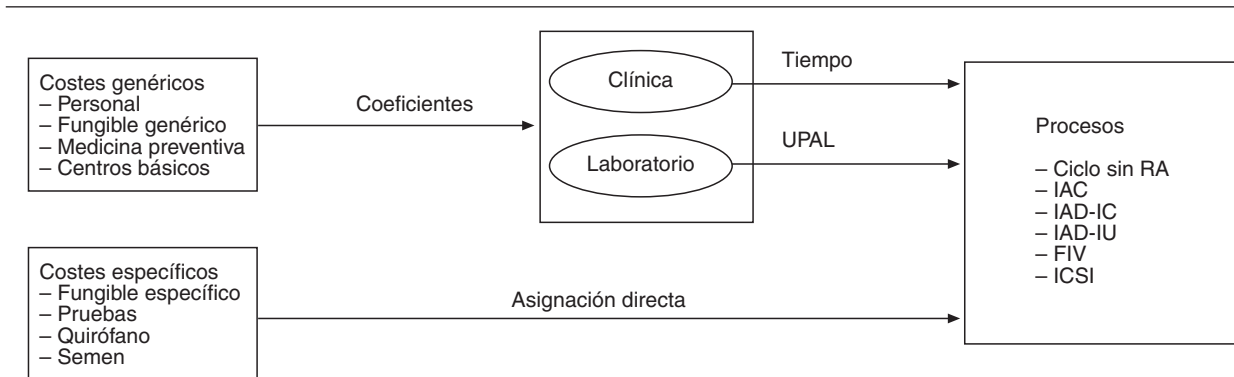 Costes genéricos
– Personal
– Fungible genérico
– Medicina preventiva
– Centros básicos
Coeficientes
Clínica
Laboratorio
Tiempo
UPAL
Procesos
– Ciclo sin RA
– IAC
– IAD-IC
– IAD-IU
– FIV
– ICSI
Costes específicos
– Fungible específico
– Pruebas
– Quirófano
– Semen
Asignación directa